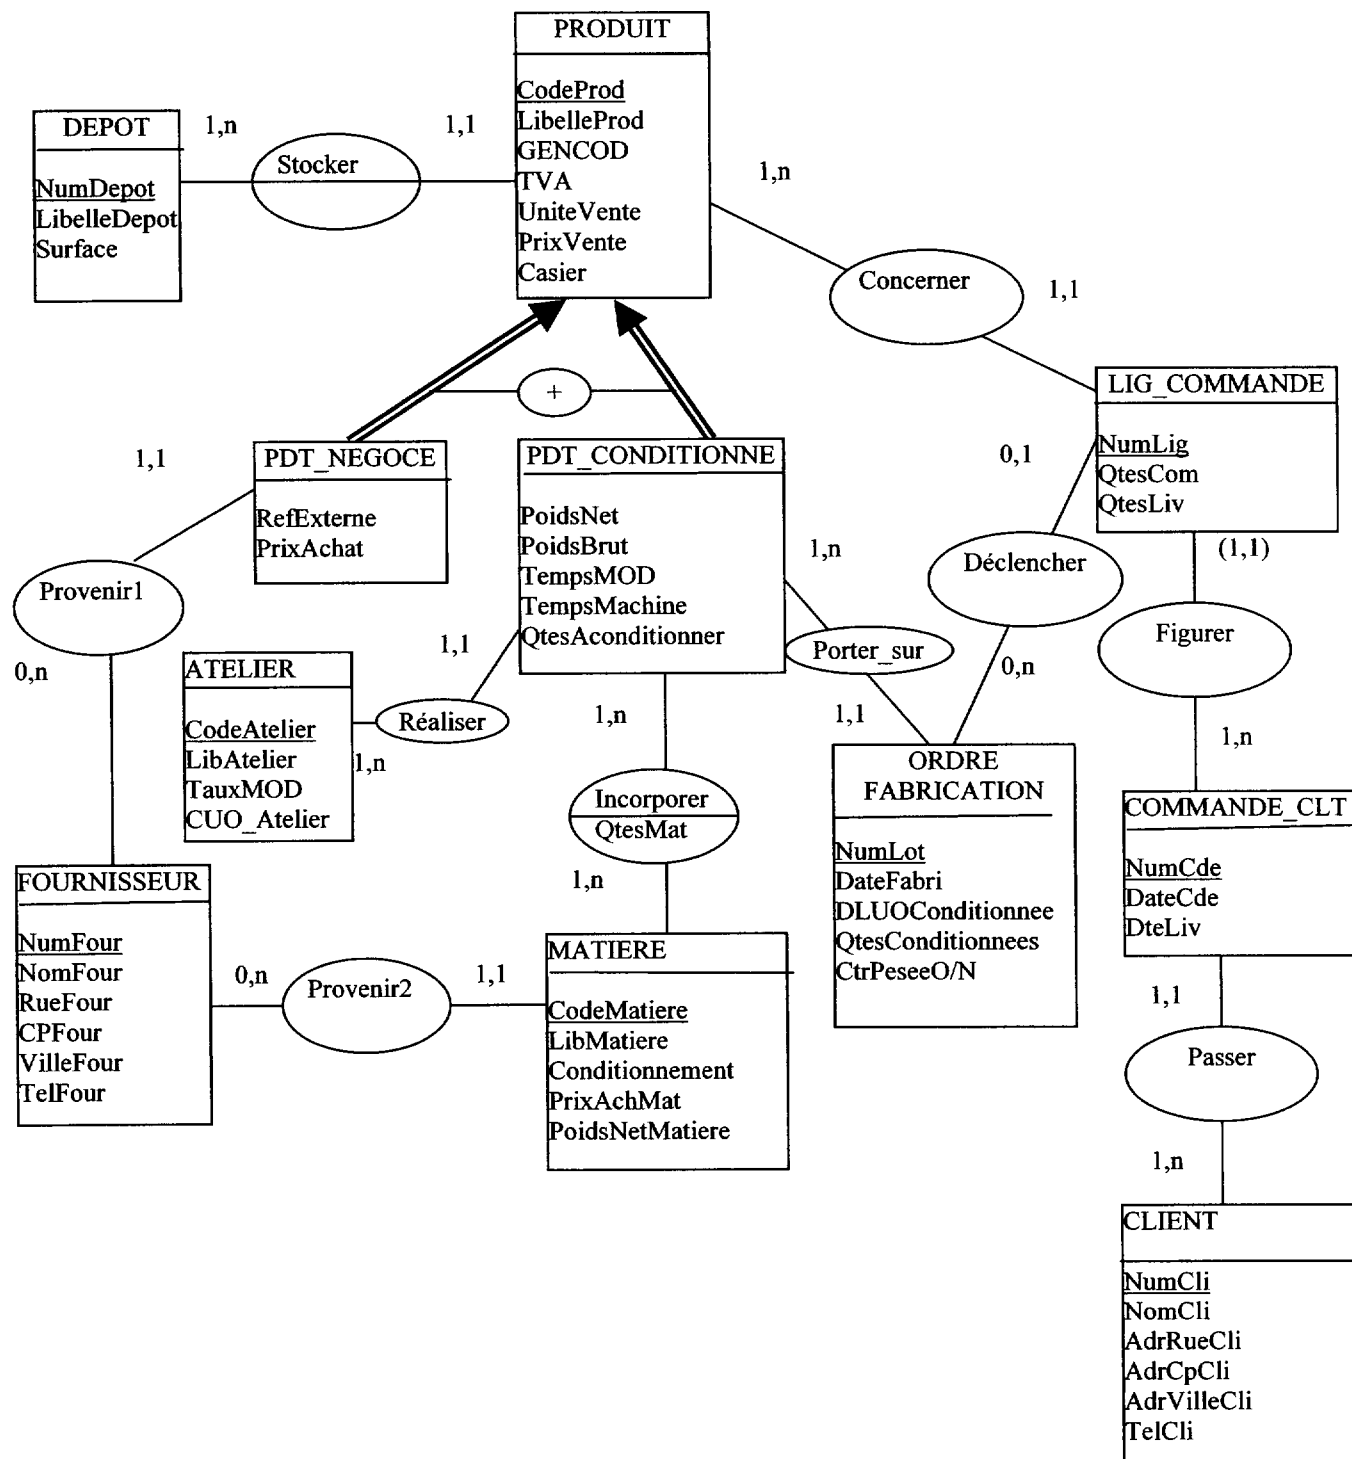 PRODUIT
CodeProd
LibelleProd
GENCOD
TVA
UniteVente
PrixVente
Casier
DEPOT
NumDepot
LibelleDepot
Surface
1,n
Stocker
1,1
1,n
Concerner
1,1
+
LIG_COMMANDE
NumLig
QtesCom
QtesLiv
PDT_NEGOCE
RefExterne
PrixAchat
1,1
Provenir1
0,n
PDT_CONDITIONNE
PoidsNet
PoidsBrut
TempsMOD
TempsMachine
QtesAconditionner
0,1
Déclencher
0,n
(1,1)
Figurer
1,n
1,n
Porter_sur
1,1
ATELIER
CodeAtelier
LibAtelier
TauxMOD
CUO_Atelier
1,1
Réaliser
1,n
1,n
Incorporer
QtesMat
1,n
ORDRE
FABRICATION
NumLot
DateFabri
DLUOConditionnee
QtesConditionnees
CtrPeseeO/N
COMMANDE_CLT
NumCde
DateCde
DteLiv
FOURNISSEUR
NumFour
NomFour
RueFour
CPFour
VilleFour
TelFour
0,n
Provenir2
1,1
MATIERE
CodeMatiere
LibMatiere
Conditionnement
PrixAchMat
PoidsNetMatiere
1,1
Passer
1,n
CLIENT
NumCli
NomCli
AdrRueCli
AdrCpCli
AdrVilleCli
TelCli